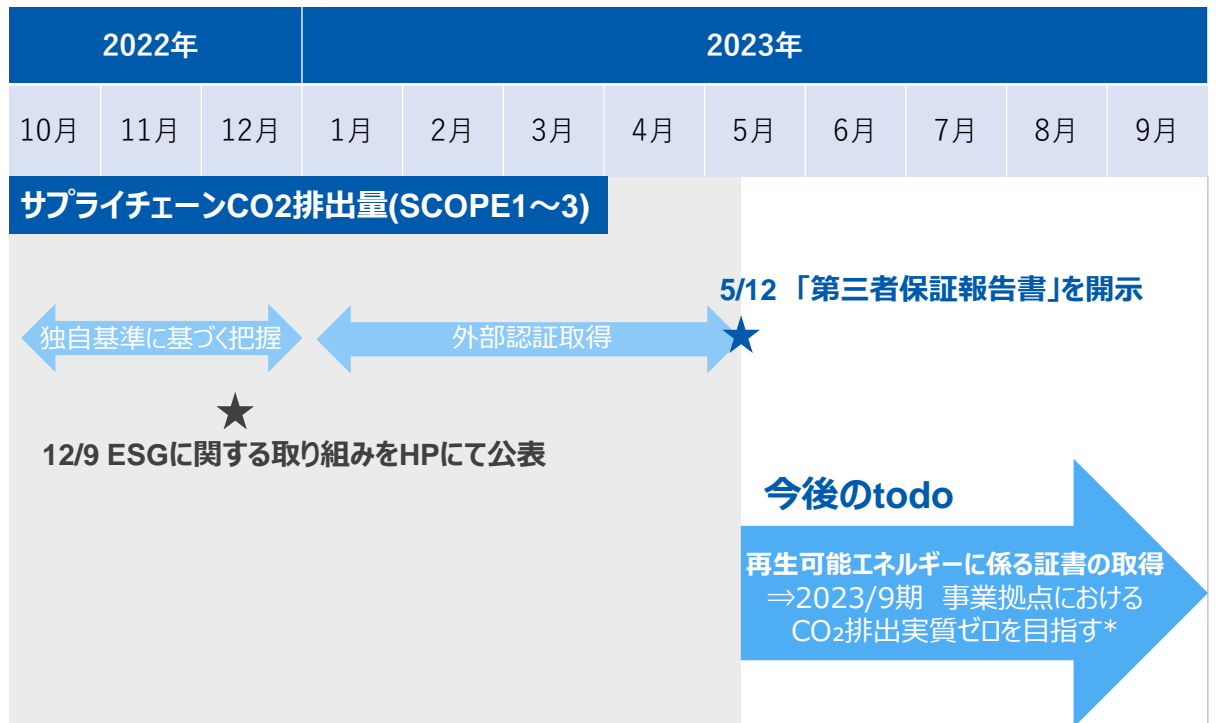 2022年 2023年
10月 11月 12月 1月 2月 3月 4月 5月 6月 7月 8月 9月
サプライチェーンCO2排出量(SCOPE1～3)
5/12 「第三者保証報告書」を開示
独自基準に基づく把握 外部認証取得
12/9 ESGに関する取り組みをHPにて公表
今後のtodo
再生可能エネルギーに係る証書の取得
⇒2023/9期 事業拠点における
CO₂排出実質ゼロを目指す*